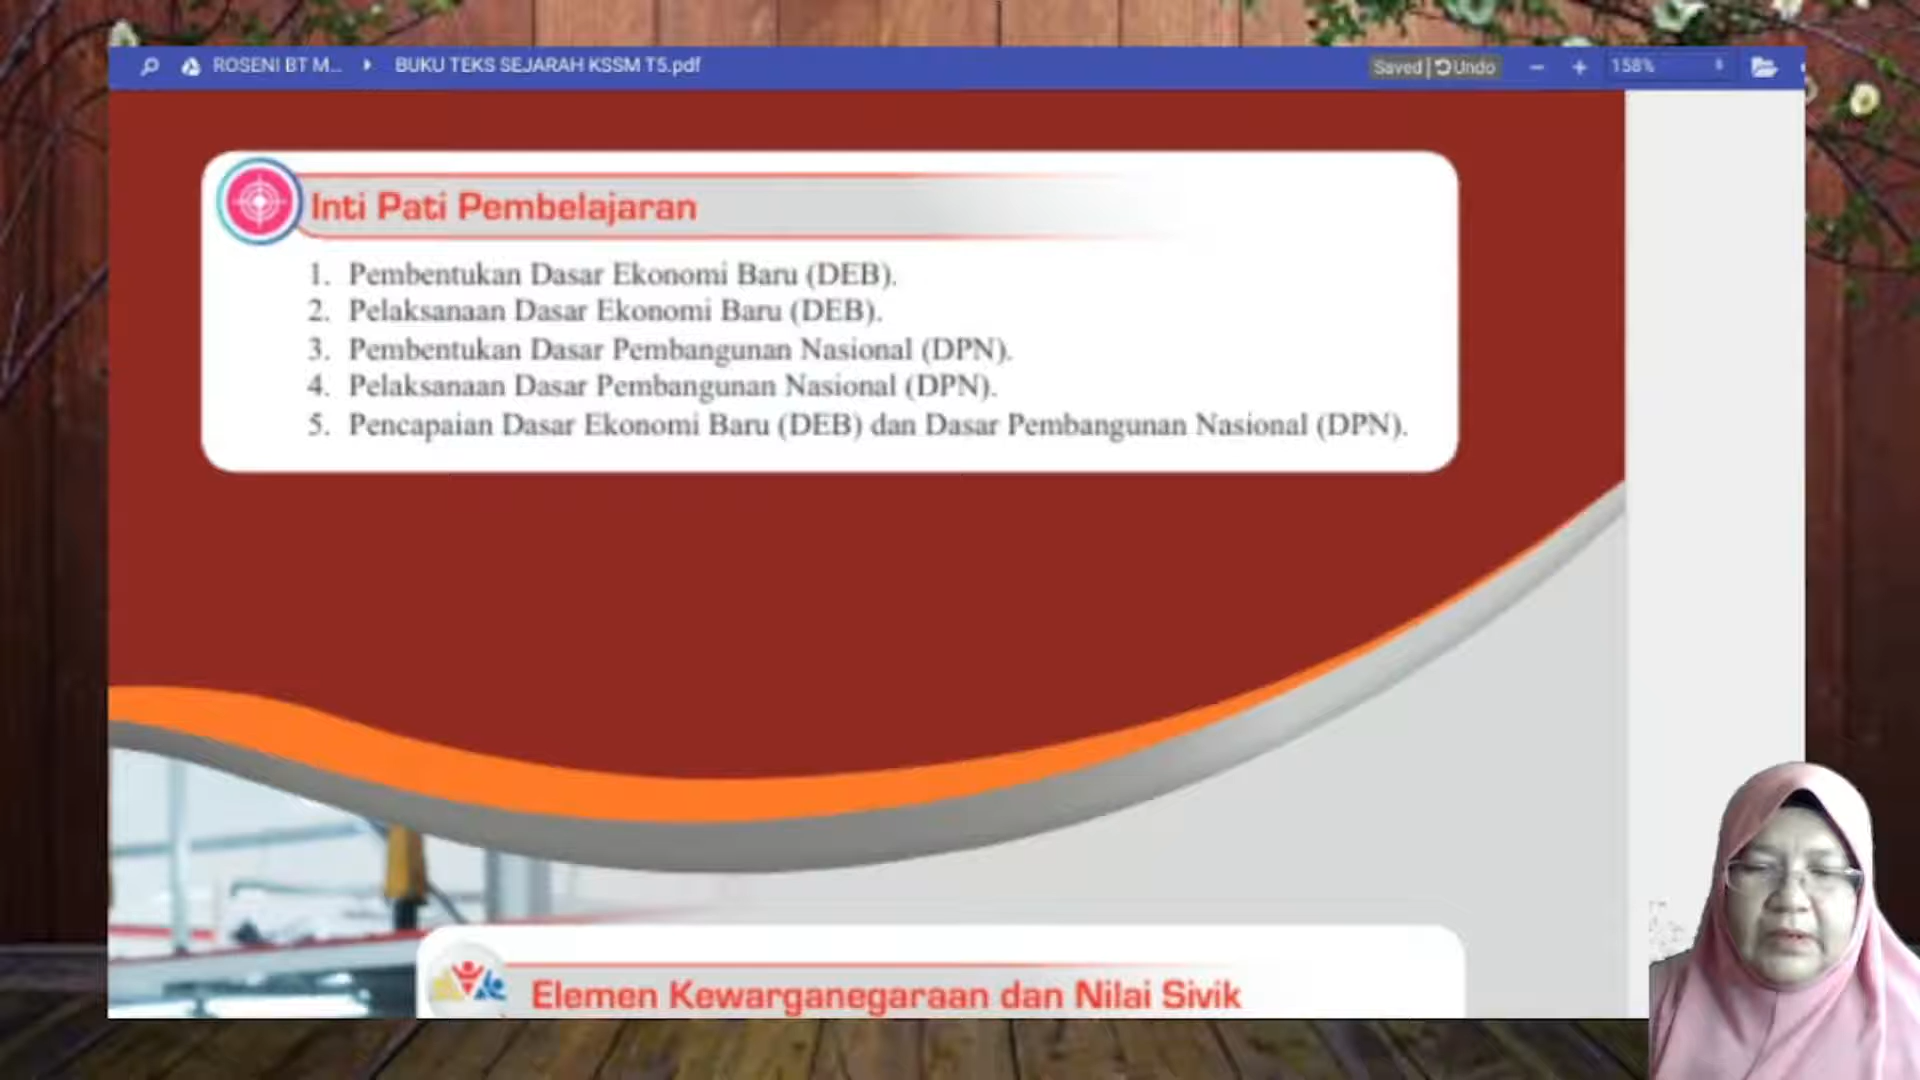 ROSENI BT M... BUKU TEKS SEJARAH KSSM T5.pdf Saved Undo 158%
Inti Pati Pembelajaran
1. Pembentukan Dasar Ekonomi Baru (DEB).
2. Pelaksanaan Dasar Ekonomi Baru (DEB).
3. Pembentukan Dasar Pembangunan Nasional (DPN).
4. Pelaksanaan Dasar Pembangunan Nasional (DPN).
5. Pencapaian Dasar Ekonomi Baru (DEB) dan Dasar Pembangunan Nasional (DPN).
Elemen Kewarganegaraan dan Nilai Sivik